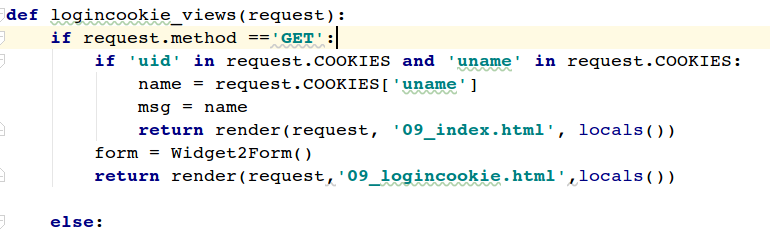 def logincookie_views(request):
    if request.method =='GET':
        if 'uid' in request.COOKIES and 'uname' in request.COOKIES:
            name = request.COOKIES['uname']
            msg = name
            return render(request, '09_index.html', locals())
        form = Widget2Form()
        return render(request,'09_logincookie.html',locals())
    else: